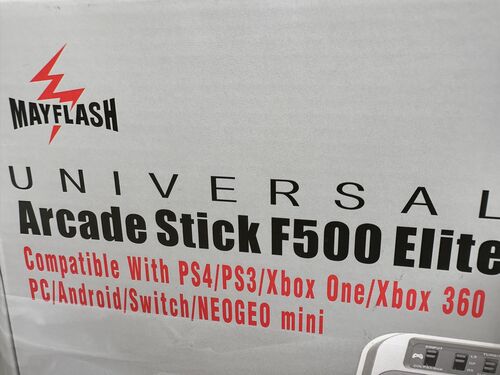 MAYFLASH
UNIVERSAL
Arcade Stick F500 Elite
Compatible With PS4/PS3/Xbox One/Xbox 360
PC/Android/Switch/NEOGEO mini